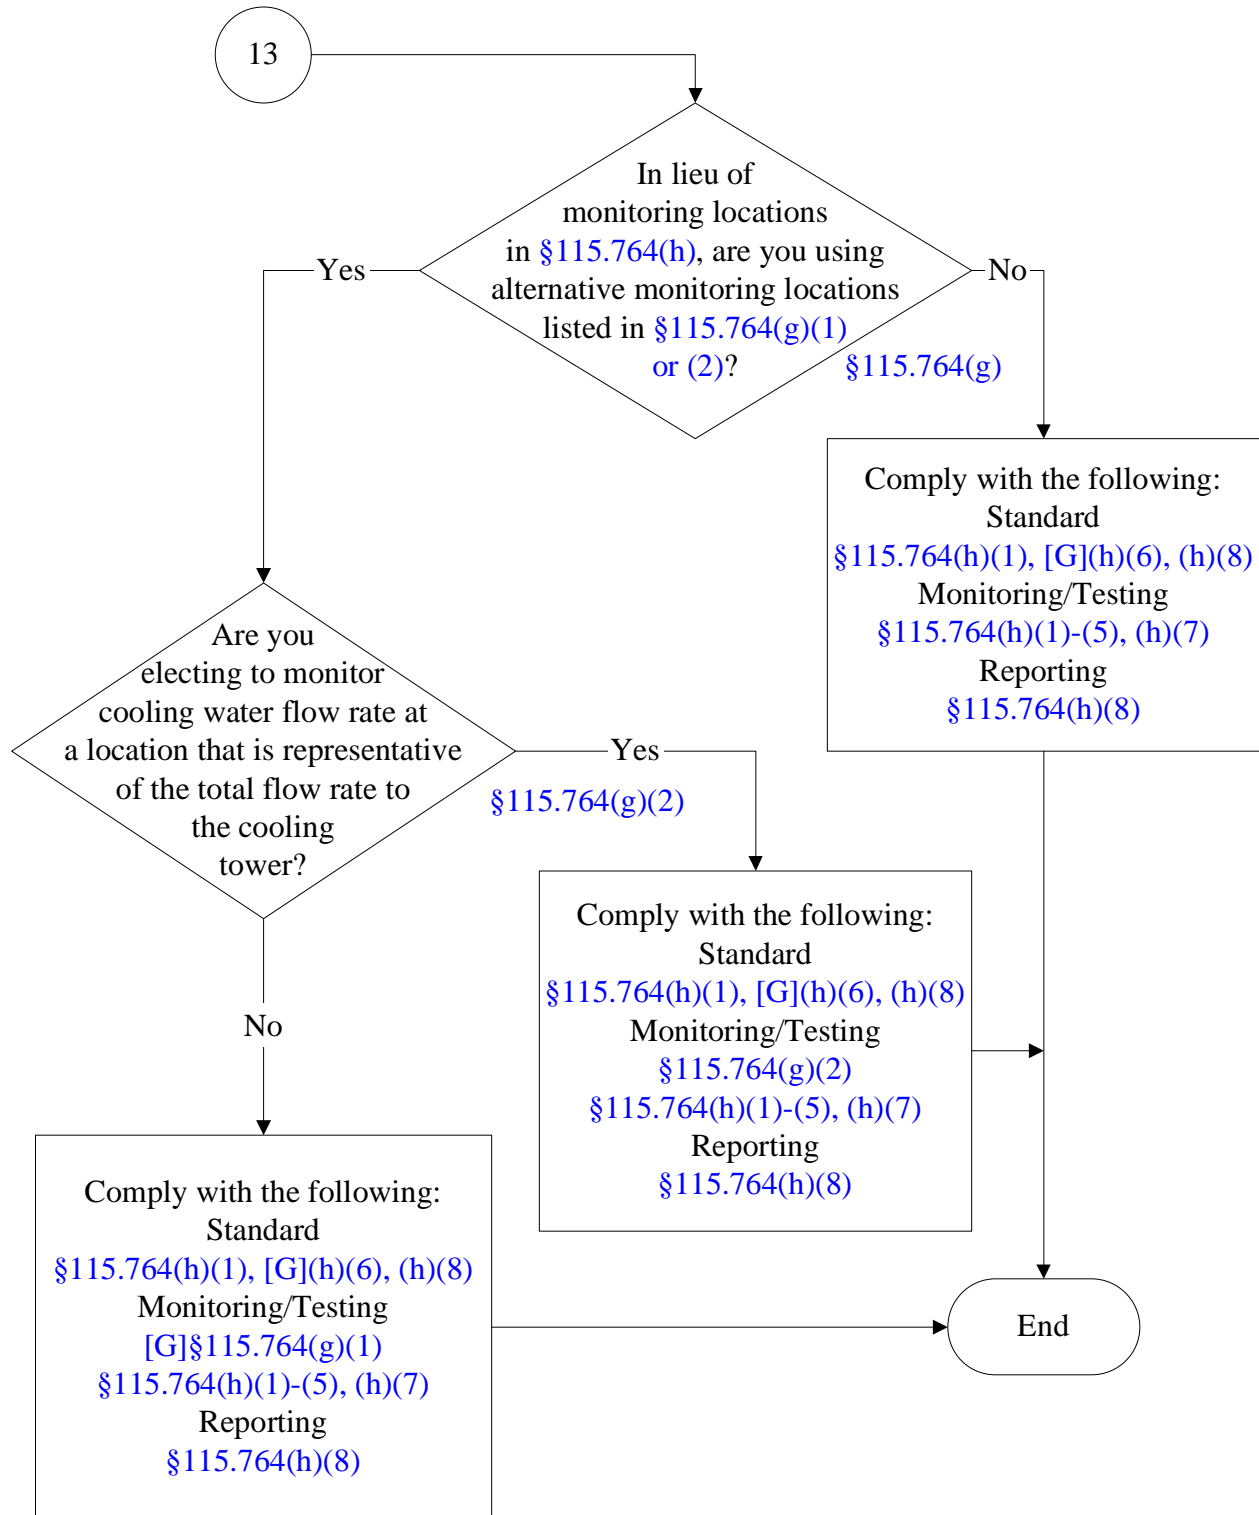 13
In lieu of
monitoring locations
in §115.764(h), are you using
alternative monitoring locations
listed in §115.764(g)(1)
or (2)?
Yes
No
§115.764(g)
Comply with the following:
Standard
§115.764(h)(1), [G](h)(6), (h)(8)
Monitoring/Testing
§115.764(h)(1)-(5), (h)(7)
Reporting
§115.764(h)(8)
Are you
electing to monitor
cooling water flow rate at
a location that is representative
of the total flow rate to
the cooling
tower?
Yes
§115.764(g)(2)
No
Comply with the following:
Standard
§115.764(h)(1), [G](h)(6), (h)(8)
Monitoring/Testing
§115.764(g)(2)
§115.764(h)(1)-(5), (h)(7)
Reporting
§115.764(h)(8)
Comply with the following:
Standard
§115.764(h)(1), [G](h)(6), (h)(8)
Monitoring/Testing
[G]§115.764(g)(1)
§115.764(h)(1)-(5), (h)(7)
Reporting
§115.764(h)(8)
End